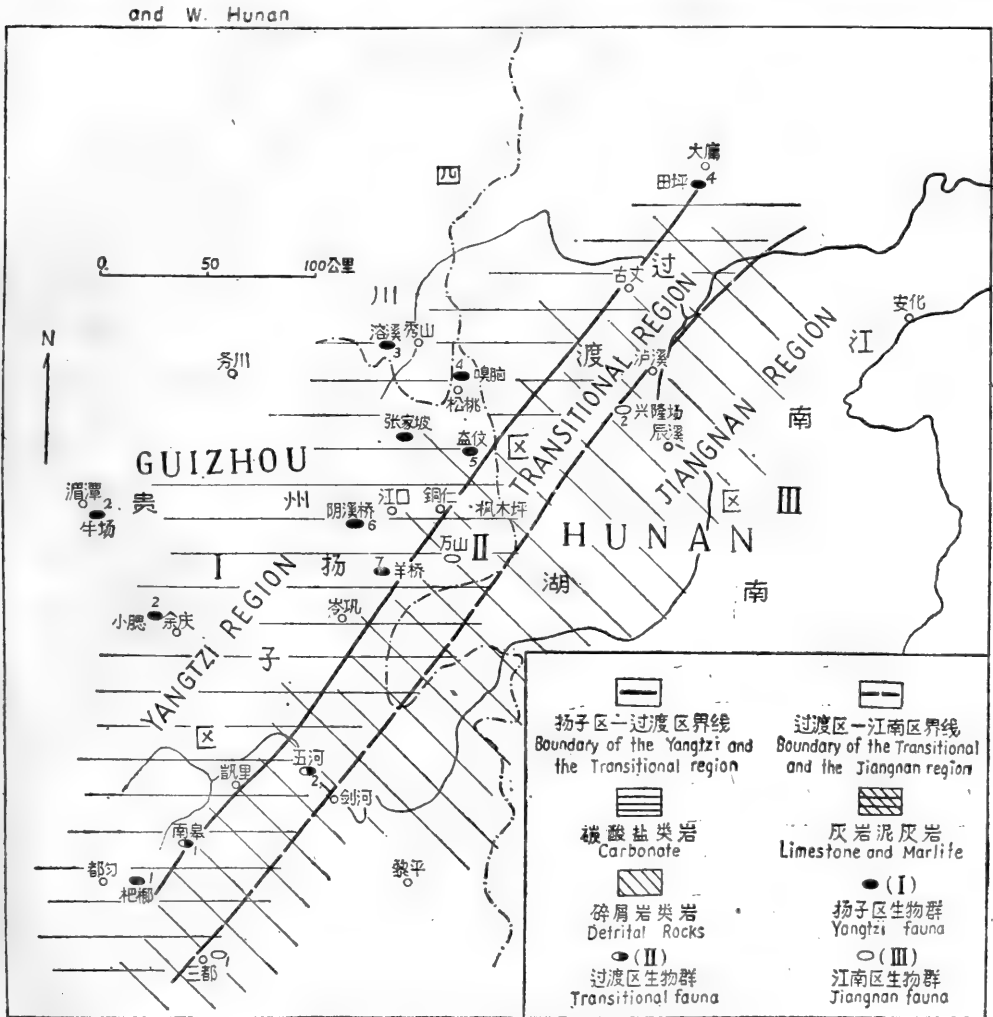 and W. Hunan
大庸
田坪 4
四
0 50 100公里
过
古丈
TRANSITIONAL REGION
安化
川
江
N
溶溪 秀山
3
渡
泸溪
JIANGNAN REGION
务川
4
嗅脑
松桃
兴隆场
2
辰溪
南
张家坡
盘仪
5
区
GUIZHOU
区
III
湄潭 2
贵
州
牛场
阴溪桥
6
江口
铜仁
枫木坪
HUNAN
万山
II
I
扬
7
羊桥
湖
南
2
小腮
余庆
岑巩
YANGTZI REGION
子
区
五河
2
凯里
剑河
南皋
1
都匀
1
杷榔
黎平
三都
1
扬子区—过渡区界线
Boundary of the Yangtzi and
the Transitional region
过渡区—江南区界线
Boundary of the Transitional
and the Jiangnan region
碳酸盐类岩
Carbonate
灰岩泥灰岩
Limestone and Marlite
碎屑岩类岩
Detrital Rocks
(I)
扬子区生物群
Yangtzi fauna
(II)
过渡区生物群
Transitional fauna
(III)
江南区生物群
Jiangnan fauna